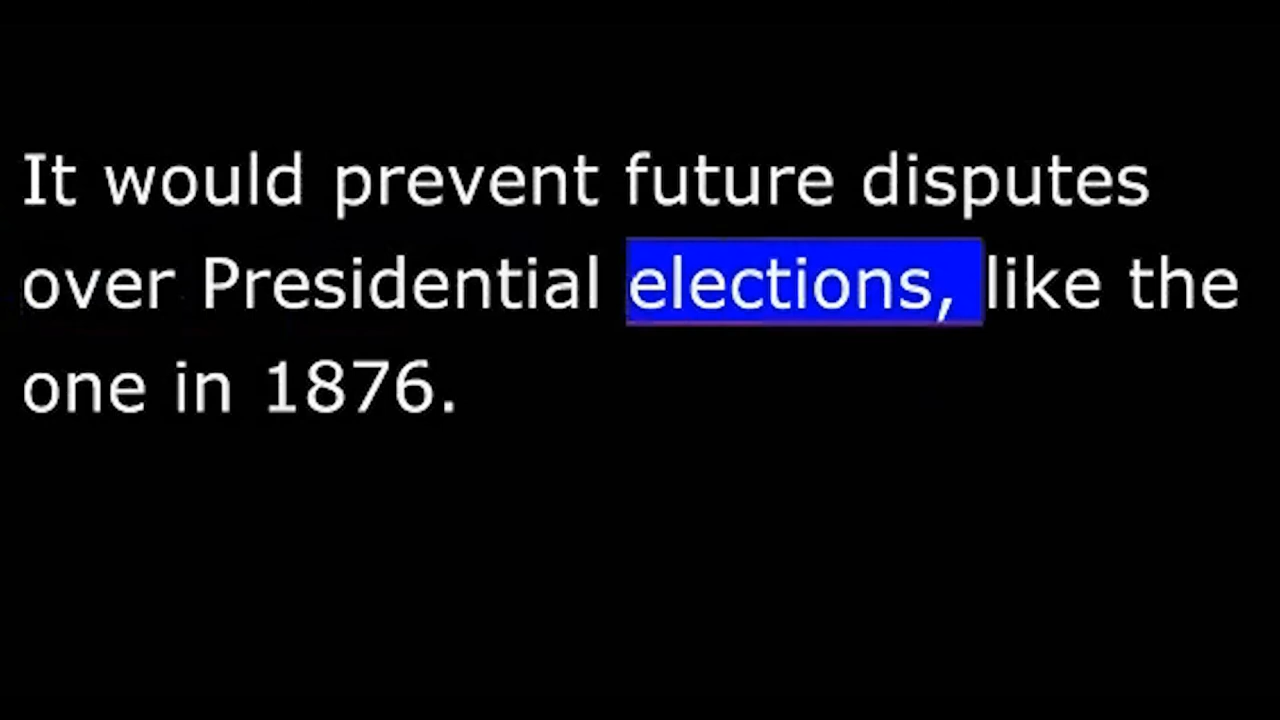 It would prevent future disputes
over Presidential elections, like the
one in 1876.